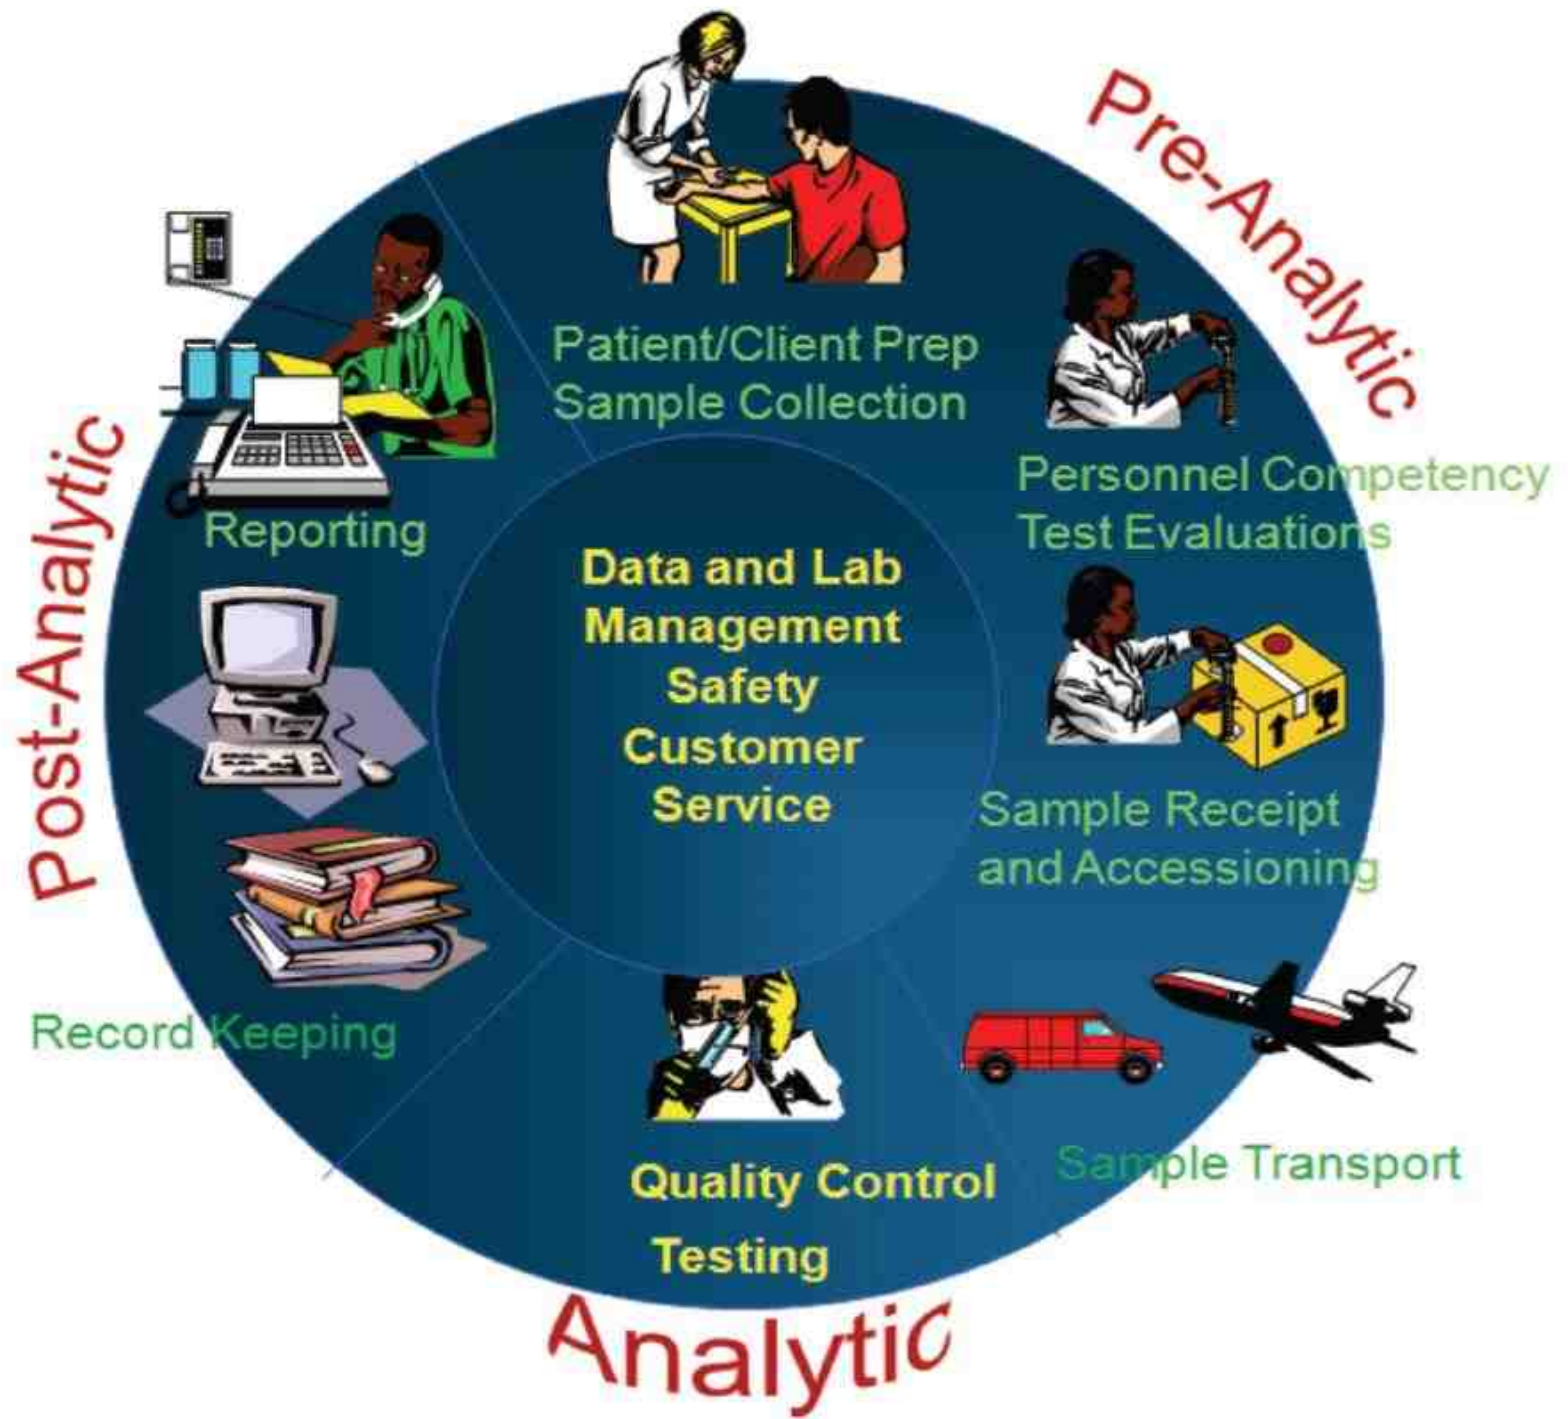 Pre-Analytic
Patient/Client Prep
Sample Collection
Personnel Competency
Test Evaluations
Sample Receipt
and Accessioning
Sample Transport
Analytic
Quality Control
Testing
Post-Analytic
Reporting
Record Keeping
Data and Lab
Management
Safety
Customer
Service